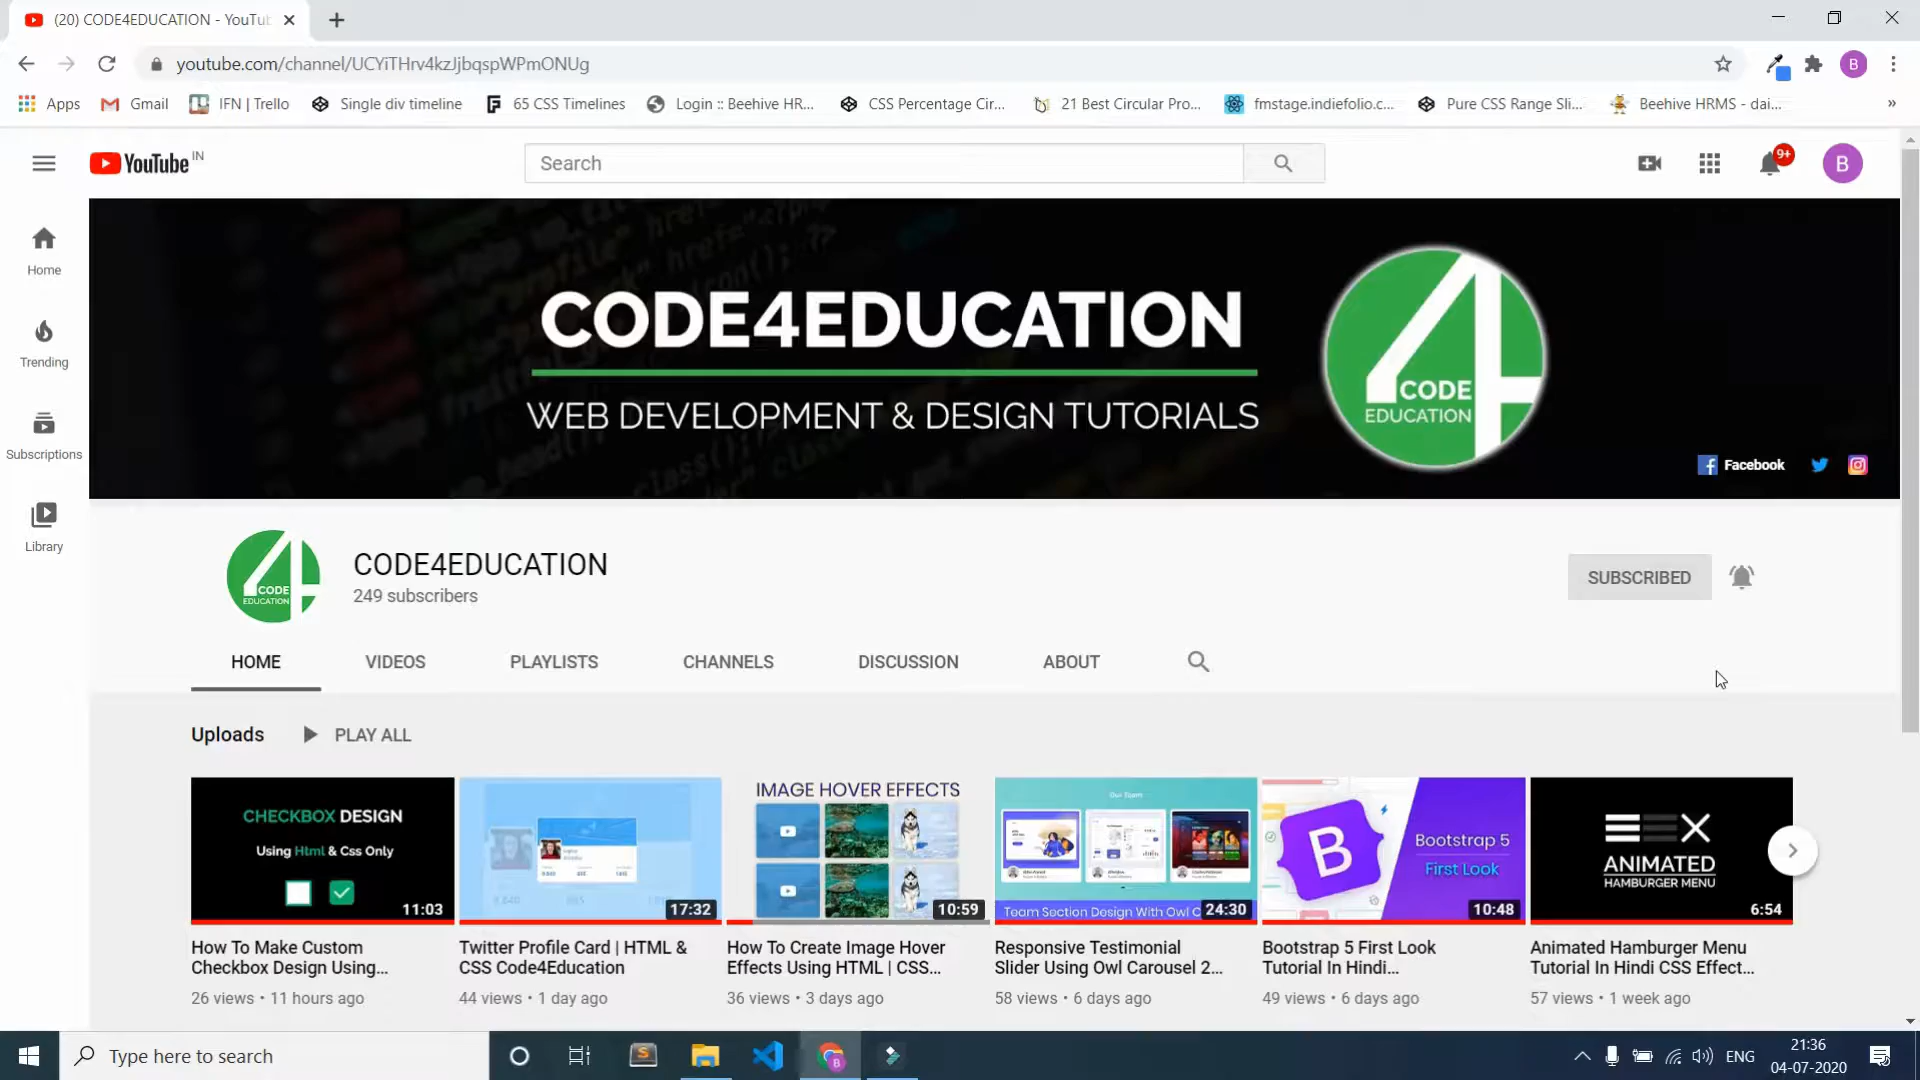 (20) CODE4EDUCATION - YouTu
youtube.com/channel/UCYiTHrv4kzJjbqspWPmONUg
B
Apps
Gmail
IFN | Trello
Single div timeline
65 CSS Timelines
Login :: Beehive HR...
CSS Percentage Cir...
21 Best Circular Pro...
fmstage.indiefolio.c...
Pure CSS Range Sli...
Beehive HRMS - dai...
»
YouTube IN
Search
9+
B
Home
Trending
Subscriptions
Library
CODE4EDUCATION
WEB DEVELOPMENT & DESIGN TUTORIALS
4
CODE
EDUCATION
Facebook
4
CODE
EDUCATION
CODE4EDUCATION
249 subscribers
SUBSCRIBED
HOME
VIDEOS
PLAYLISTS
CHANNELS
DISCUSSION
ABOUT
Uploads
PLAY ALL
CHECKBOX DESIGN
Using Html & Css Only
11:03
How To Make Custom
Checkbox Design Using...
26 views • 11 hours ago
17:32
Twitter Profile Card | HTML &
CSS Code4Education
44 views • 1 day ago
IMAGE HOVER EFFECTS
10:59
How To Create Image Hover
Effects Using HTML | CSS...
36 views • 3 days ago
Our Team
Team Section Design With Owl C
24:30
Responsive Testimonial
Slider Using Owl Carousel 2...
58 views • 6 days ago
B
Bootstrap 5
First Look
10:48
Bootstrap 5 First Look
Tutorial In Hindi...
49 views • 6 days ago
ANIMATED
HAMBURGER MENU
6:54
Animated Hamburger Menu
Tutorial In Hindi CSS Effect...
57 views • 1 week ago
Type here to search
ENG
21:36
04-07-2020